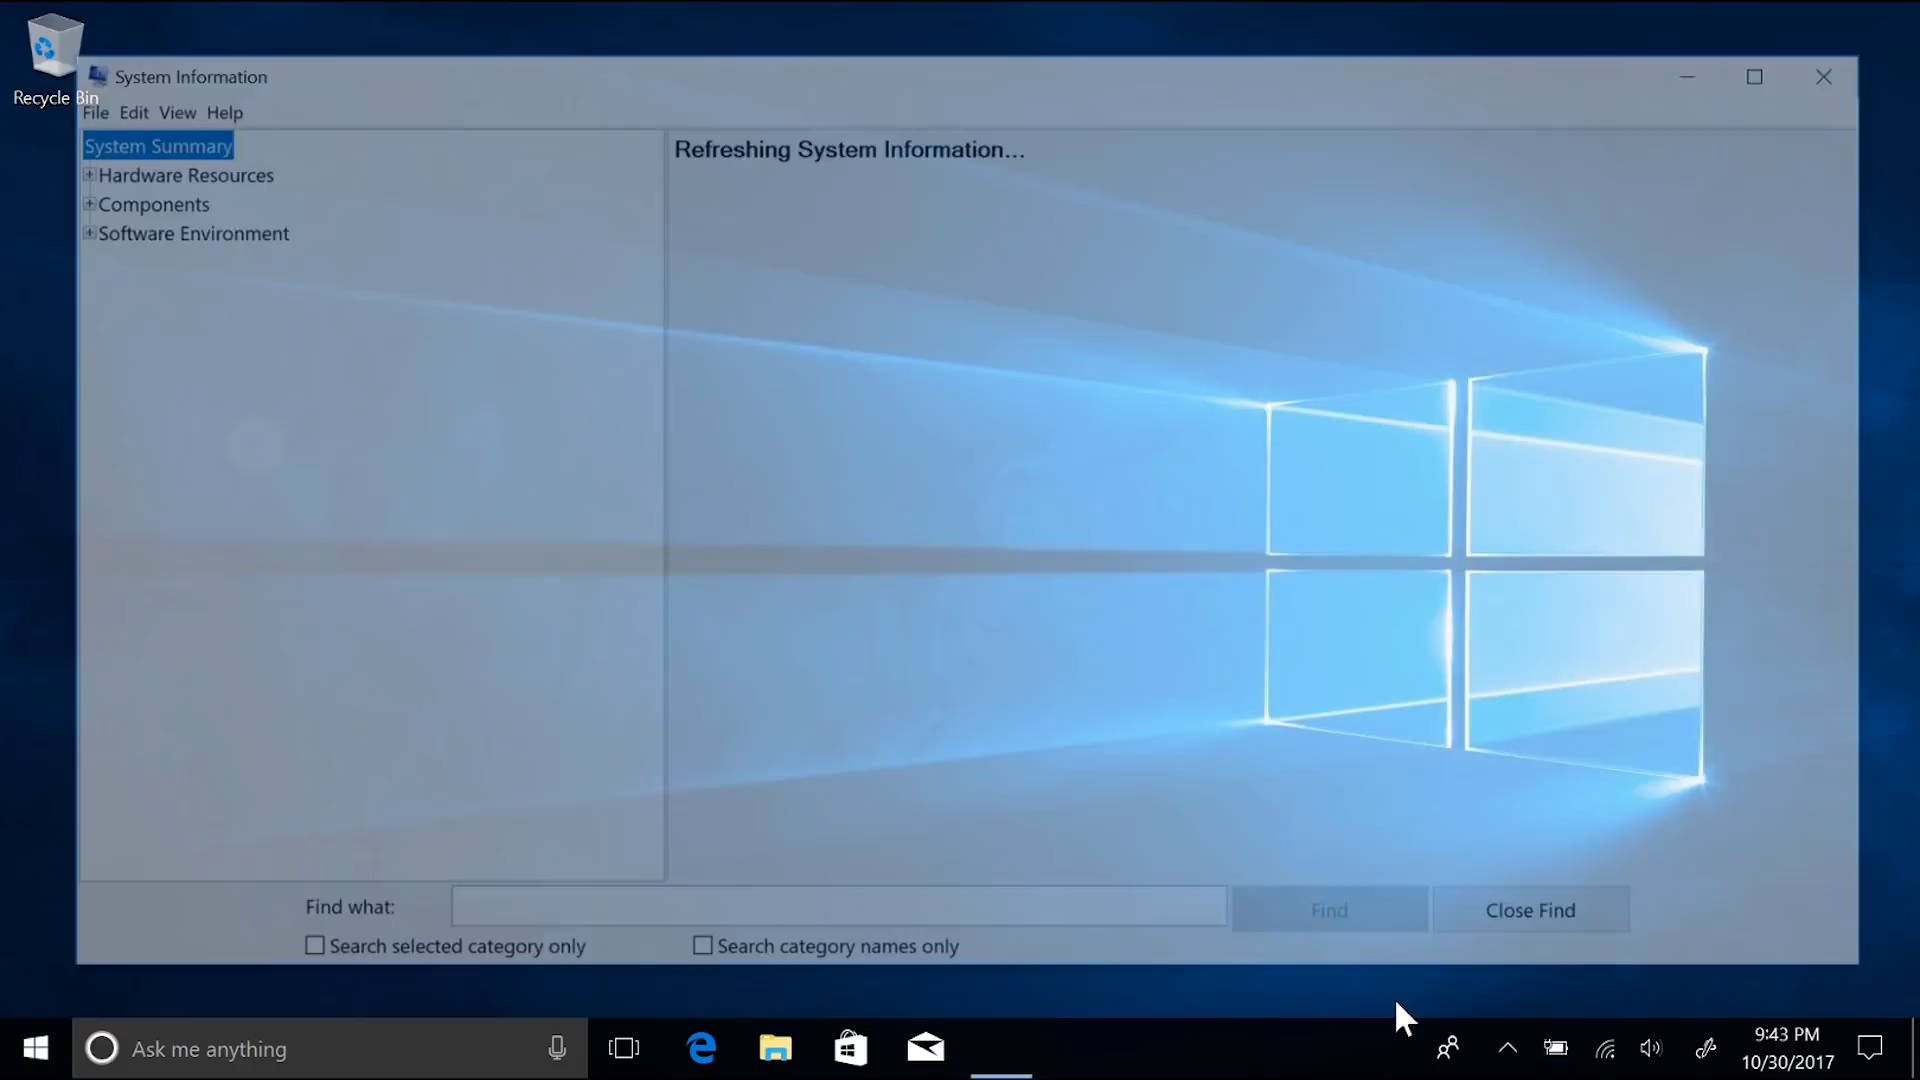 Recycle Bin
System Information
File Edit View Help
System Summary
Hardware Resources
Components
Software Environment
Refreshing System Information...
Find what:
Find
Close Find
Search selected category only
Search category names only
Ask me anything
9:43 PM
10/30/2017